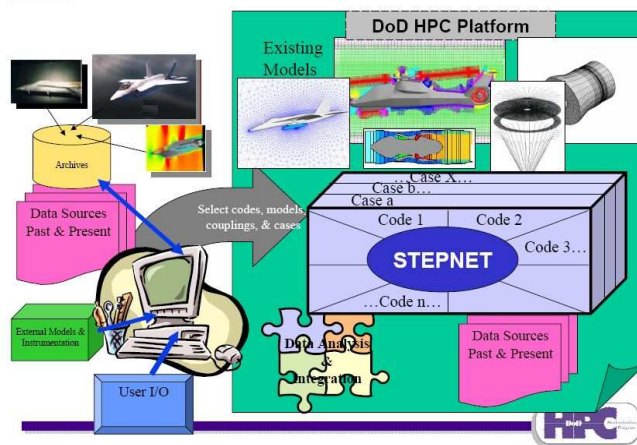 DoD HPC Platform
Existing
Models
Archives
Data Sources
Past & Present
Select codes, models,
couplings, & cases
…Case X…
Case b…
Case a
Code 1
Code 2
Code 3…
STEPNET
…Code n…
External Models &
Instrumentation
User I/O
Data Analysis
&
Integration
Data Sources
Past & Present
DoD
HPC